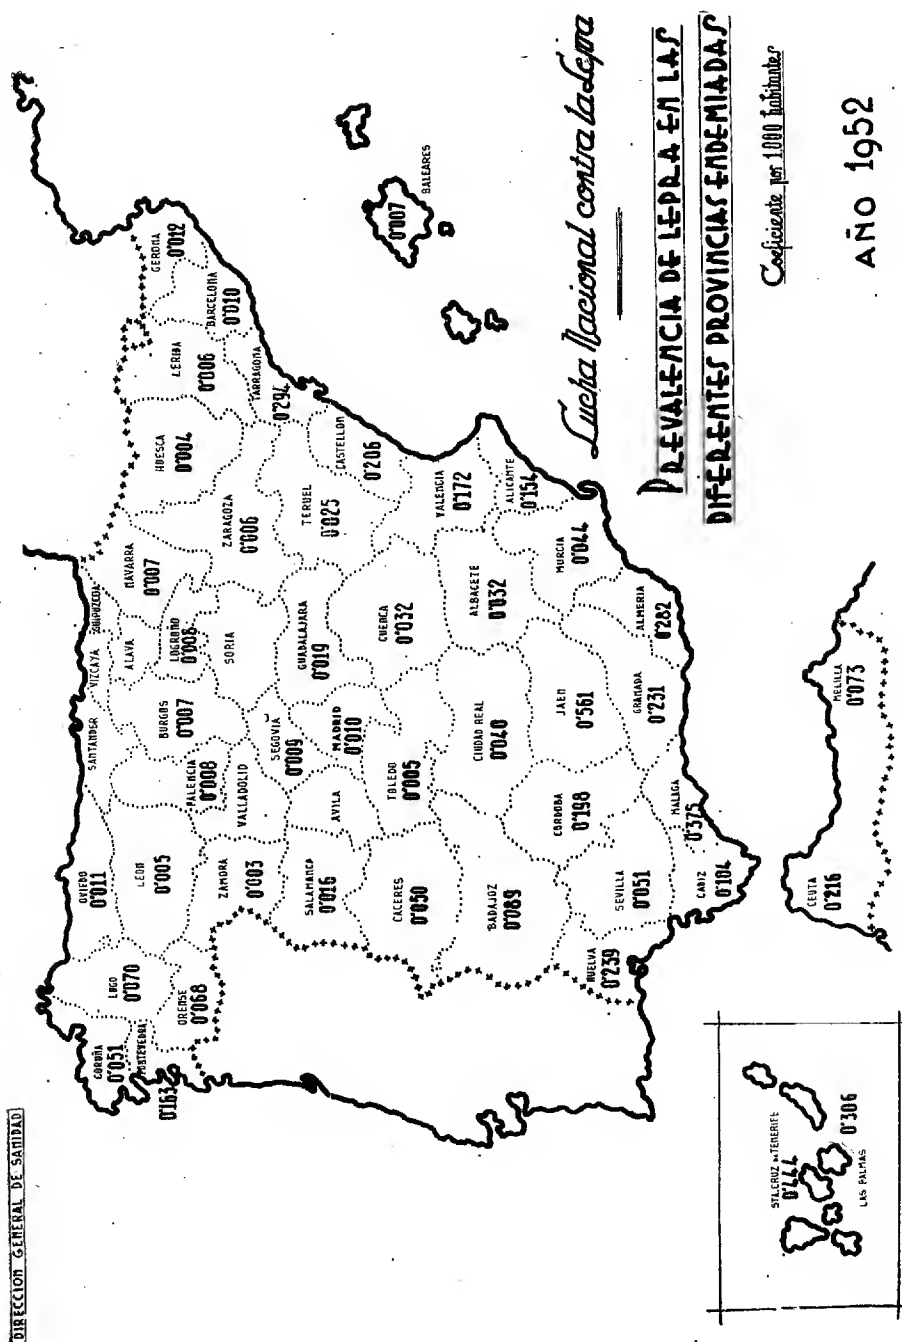 DIRECCION GENERAL DE SANIDAD
CORUÑA
0'051
LUGO
0'070
PONTEVEDRA
0'163
ORENSE
0'068
OVIEDO
0'011
LEON
0'005
ZAMORA
0'003
SALAMANCA
0'016
CACERES
0'050
BADAJOZ
0'089
HUELVA
0'239
SEVILLA
0'051
CADIZ
0'104
SANTANDER
BURGOS
0'007
PALENCIA
0'008
VALLADOLID
SEGOVIA
0'009
AVILA
MADRID
0'010
TOLEDO
0'005
CIUDAD REAL
0'040
CORDOBA
0'198
JAEN
0'561
GRANADA
0'231
MALAGA
0'375
VIZCAYA
GUIPUZCOA
ALAVA
NAVARRA
0'007
LOGROÑO
0'008
SORIA
GUADALAJARA
0'019
CUENCA
0'032
ALBACETE
0'032
MURCIA
0'044
ALMERIA
0'282
HUESCA
0'004
ZARAGOZA
0'006
TERUEL
0'025
CASTELLON
0'206
VALENCIA
0'172
ALICANTE
0'154
GERONA
0'012
BARCELONA
0'010
LERIDA
0'006
TARRAGONA
0'294
BALEARES
0'007
CEUTA
0'216
MELILLA
0'073
STA. CRUZ DE TENERIFE
0'444
LAS PALMAS
0'306
Lucha Nacional contra la Lepra
PREVALENCIA DE LEPRA EN LAS
DIFERENTES PROVINCIAS ENDEMIADAS
Coeficiente por 1000 habitantes
AÑO 1952